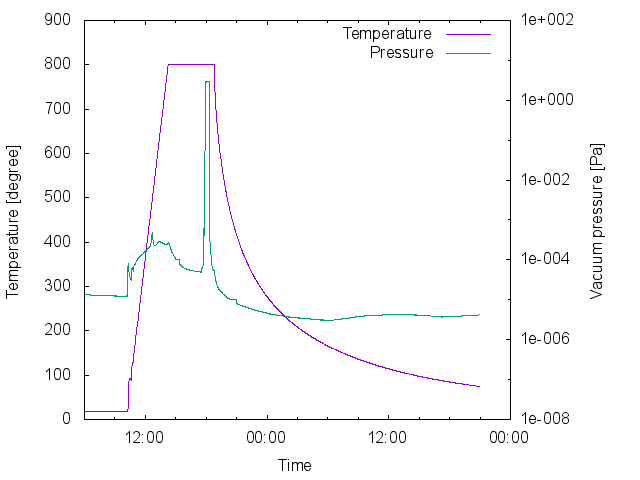 900
800
700
600
500
400
300
200
100
0
Temperature [degree]
Temperature
Pressure
1e+002
1e+000
1e-002
1e-004
1e-006
1e-008
Vacuum pressure [Pa]
12:00
00:00
12:00
00:00
Time